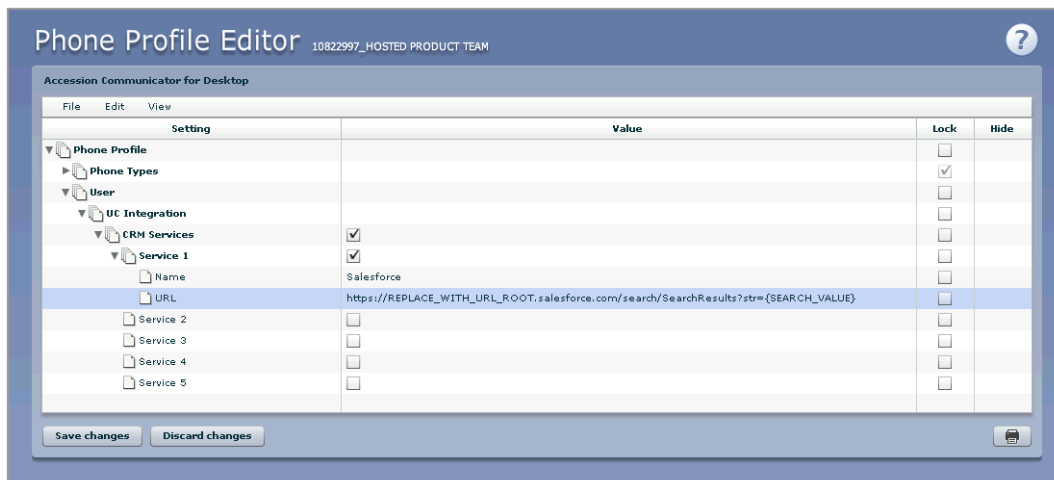 Phone Profile Editor 10822997_HOSTED PRODUCT TEAM ?
Accession Communicator for Desktop
File Edit View
Setting Value Lock Hide
Phone Profile
Phone Types
User
UC Integration
CRM Services
Service 1
Name Salesforce
URL https://REPLACE_WITH_URL_ROOT.salesforce.com/search/SearchResults?str={SEARCH_VALUE}
Service 2
Service 3
Service 4
Service 5
Save changes Discard changes